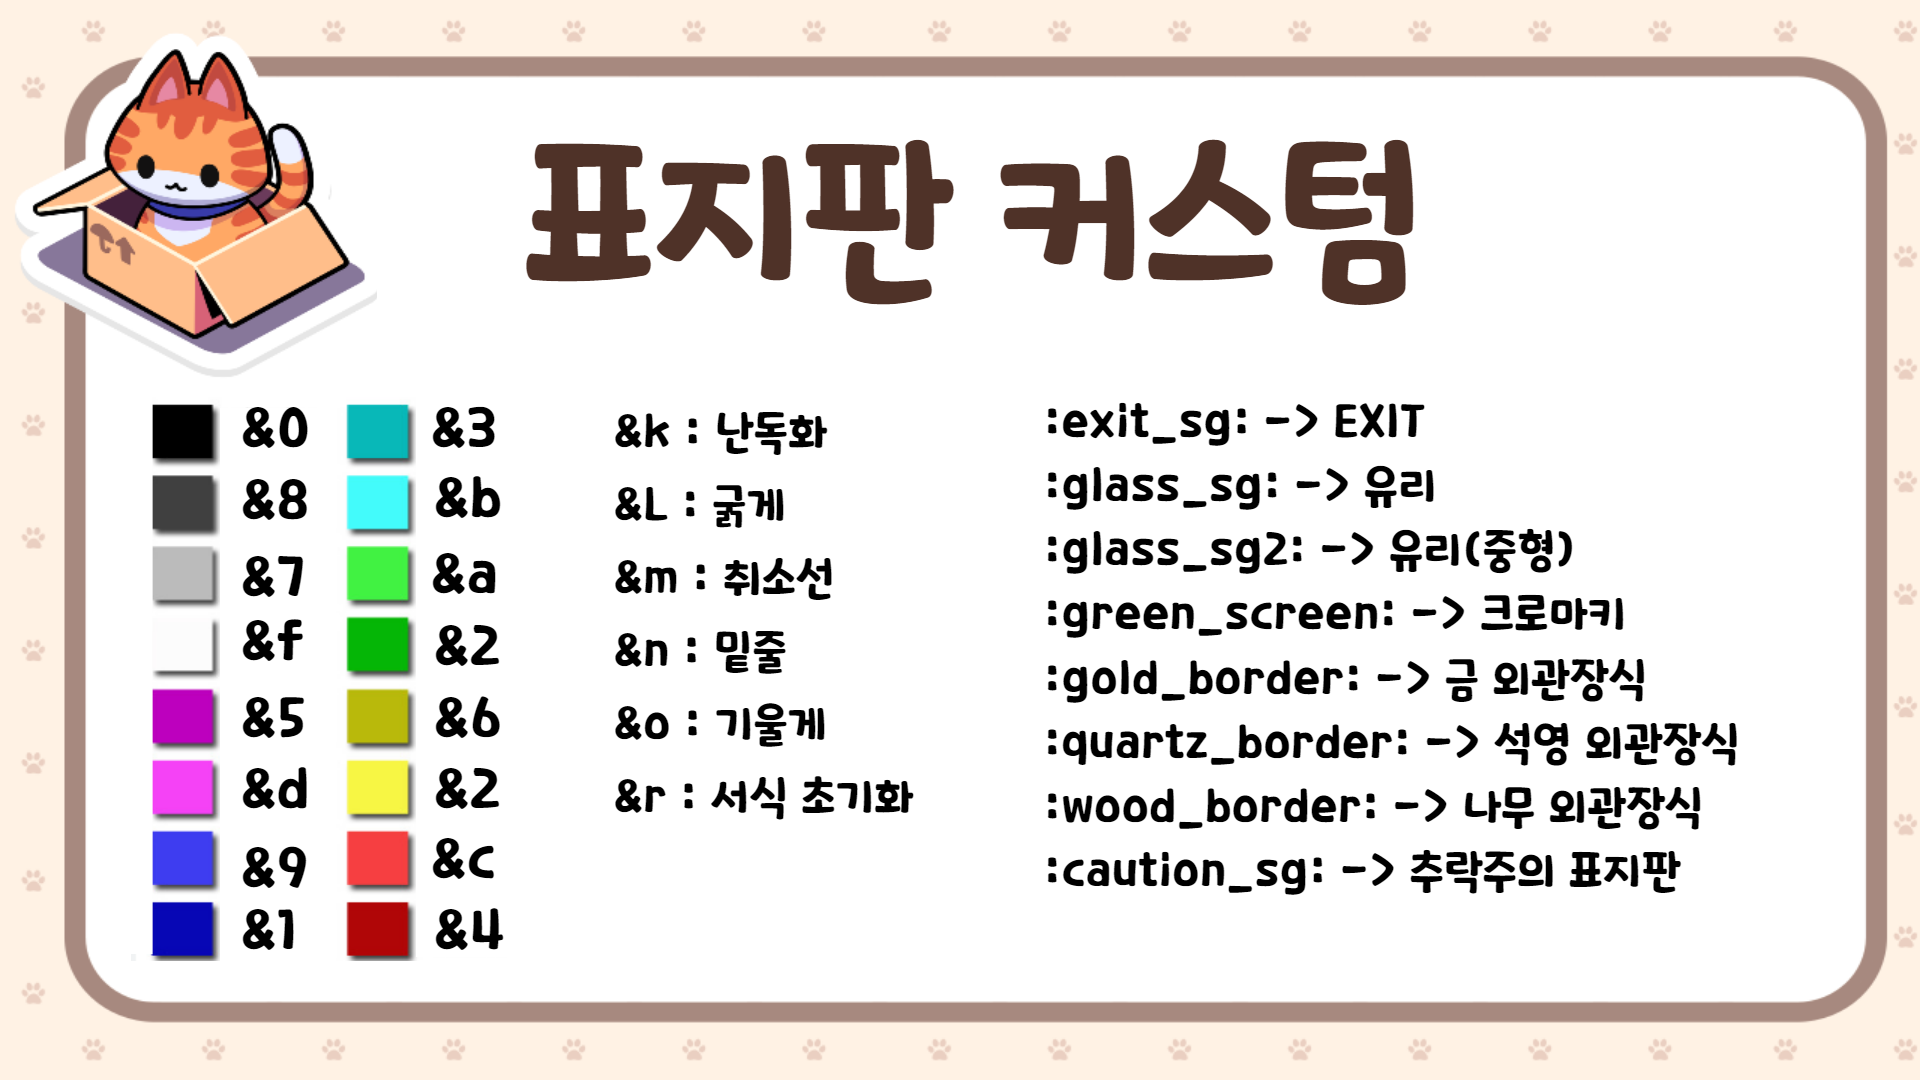 표지판 커스텀
&0
&8
&7
&f
&5
&d
&9
&1
&3
&b
&a
&2
&6
&2
&c
&4
&k : 난독화
&L : 굵게
&m : 취소선
&n : 밑줄
&o : 기울게
&r : 서식 초기화
:exit_sg: -> EXIT
:glass_sg: -> 유리
:glass_sg2: -> 유리(중형)
:green_screen: -> 크로마키
:gold_border: -> 금 외관장식
:quartz_border: -> 석영 외관장식
:wood_border: -> 나무 외관장식
:caution_sg: -> 추락주의 표지판